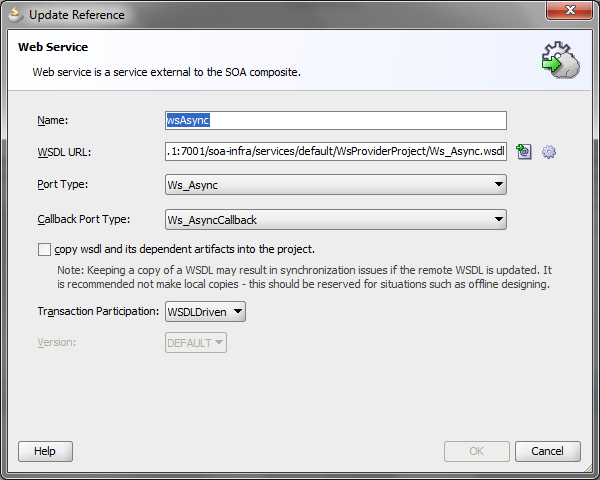 Update Reference
Web Service
Web service is a service external to the SOA composite.
Name:
wsAsync
WSDL URL:
.1:7001/soa-infra/services/default/WsProviderProject/Ws_Async.wsdl
Port Type:
Ws_Async
Callback Port Type:
Ws_AsyncCallback
copy wsdl and its dependent artifacts into the project.
Note: Keeping a copy of a WSDL may result in synchronization issues if the remote WSDL is updated. It
is recommended not make local copies - this should be reserved for situations such as offline designing.
Transaction Participation:
WSDLDriven
Version:
DEFAULT
Help
OK
Cancel